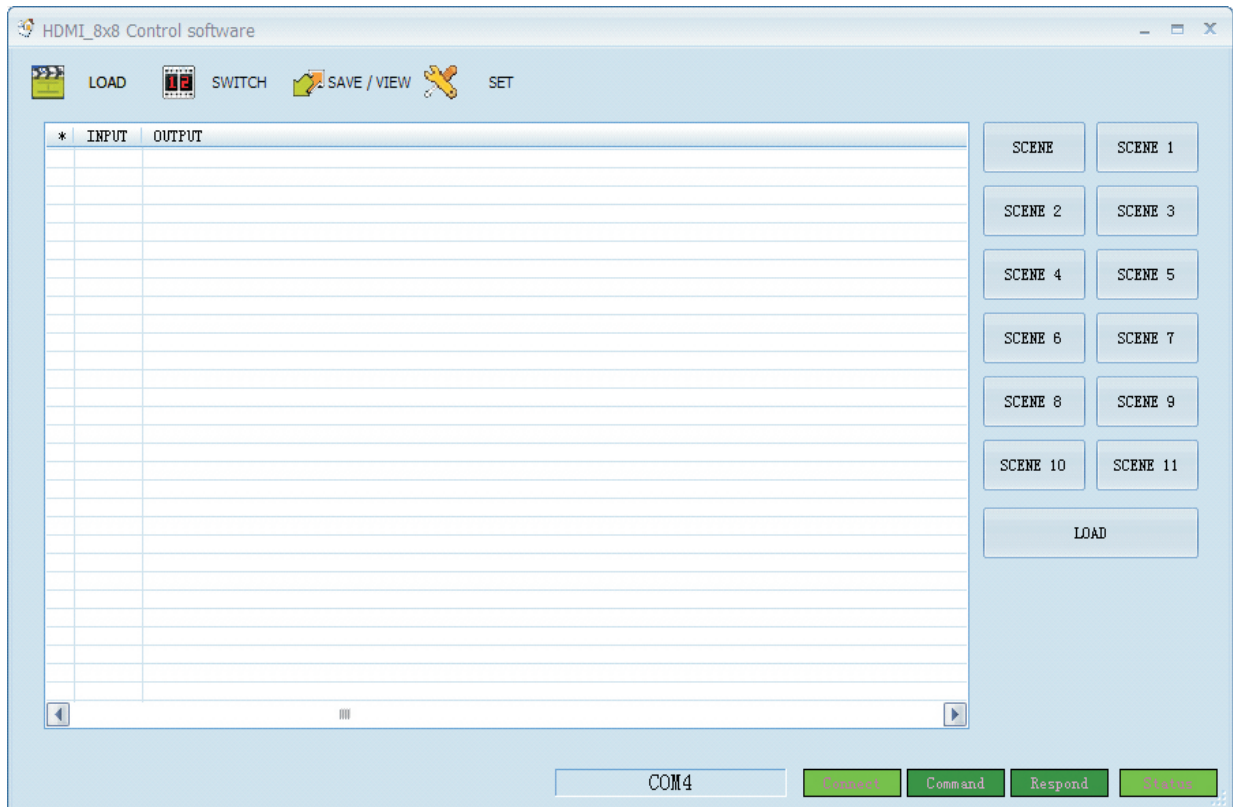 HDMI_8x8 Control software
LOAD SWITCH SAVE / VIEW SET
* INPUT OUTPUT
SCENE SCENE 1
SCENE 2 SCENE 3
SCENE 4 SCENE 5
SCENE 6 SCENE 7
SCENE 8 SCENE 9
SCENE 10 SCENE 11
LOAD
COM4 Connect Command Respond Status